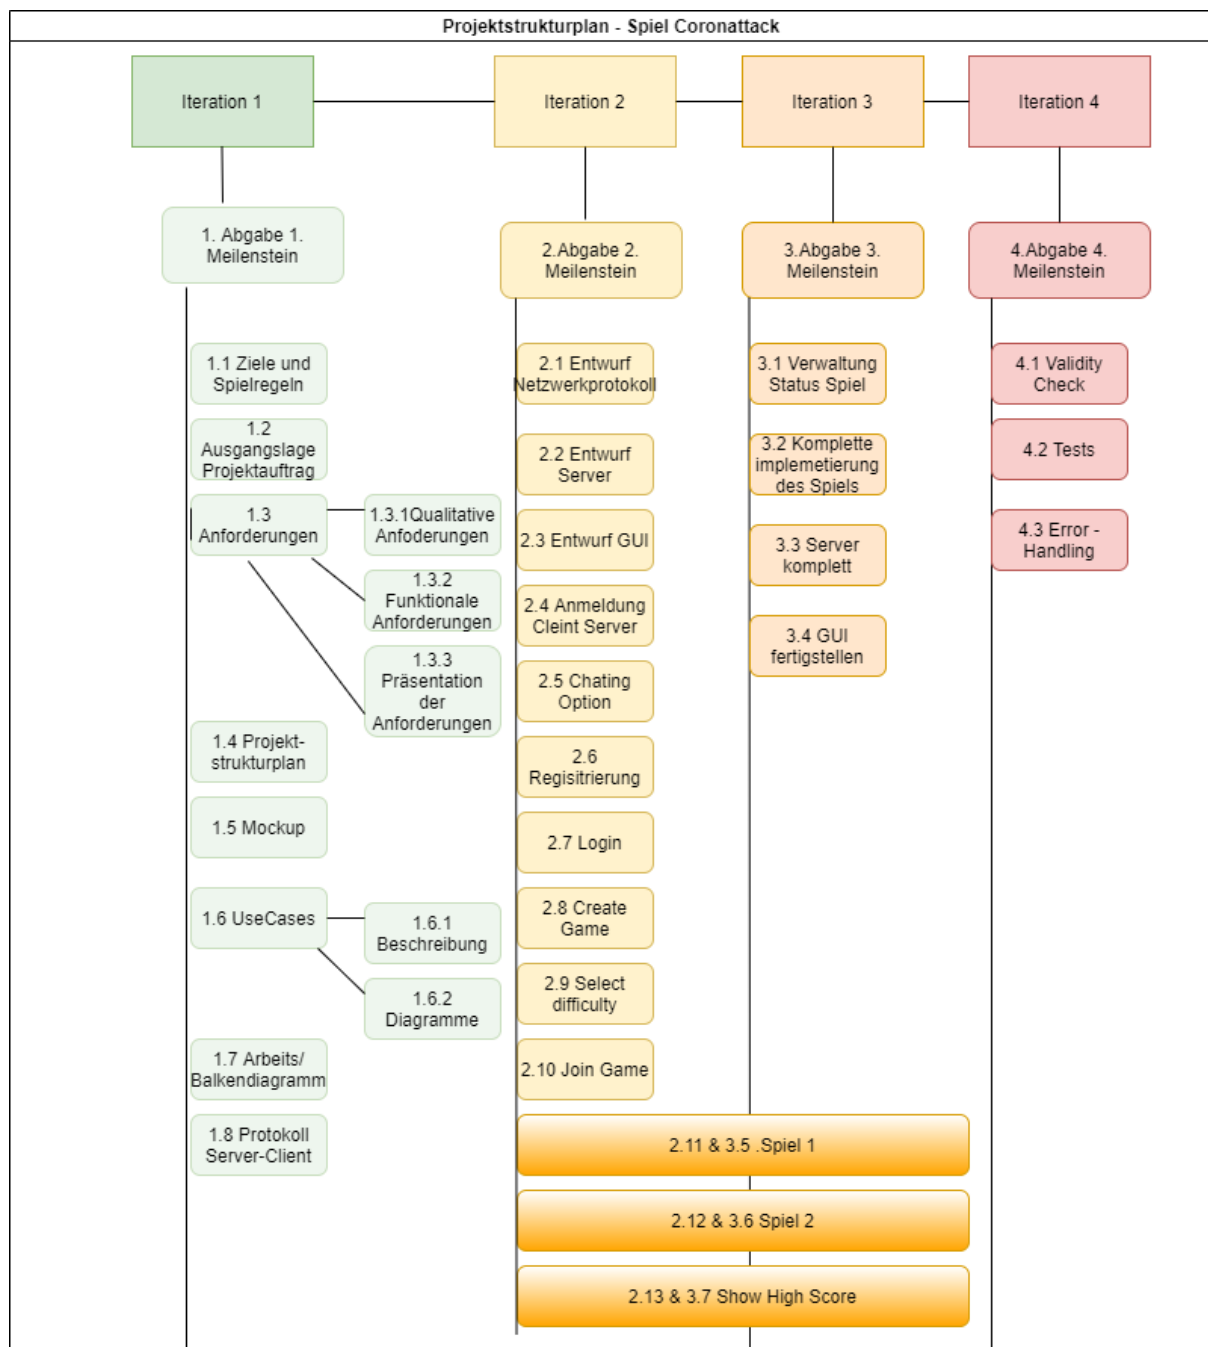 Projektstrukturplan - Spiel Coronattack
Iteration 1
Iteration 2
Iteration 3
Iteration 4
1. Abgabe 1.
Meilenstein
2.Abgabe 2.
Meilenstein
3.Abgabe 3.
Meilenstein
4.Abgabe 4.
Meilenstein
1.1 Ziele und
Spielregeln
1.2
Ausgangslage
Projektauftrag
1.3
Anforderungen
1.3.1Qualitative
Anfoderungen
1.3.2
Funktionale
Anforderungen
1.3.3
Präsentation
der
Anforderungen
1.4 Projekt-
strukturplan
1.5 Mockup
1.6 UseCases
1.6.1
Beschreibung
1.6.2
Diagramme
1.7 Arbeits/
Balkendiagramm
1.8 Protokoll
Server-Client
2.1 Entwurf
Netzwerkprotokoll
2.2 Entwurf
Server
2.3 Entwurf GUI
2.4 Anmeldung
Cleint Server
2.5 Chating
Option
2.6
Regisitrierung
2.7 Login
2.8 Create
Game
2.9 Select
difficulty
2.10 Join Game
3.1 Verwaltung
Status Spiel
3.2 Komplette
implemetierung
des Spiels
3.3 Server
komplett
3.4 GUI
fertigstellen
4.1 Validity
Check
4.2 Tests
4.3 Error -
Handling
2.11 & 3.5 .Spiel 1
2.12 & 3.6 Spiel 2
2.13 & 3.7 Show High Score